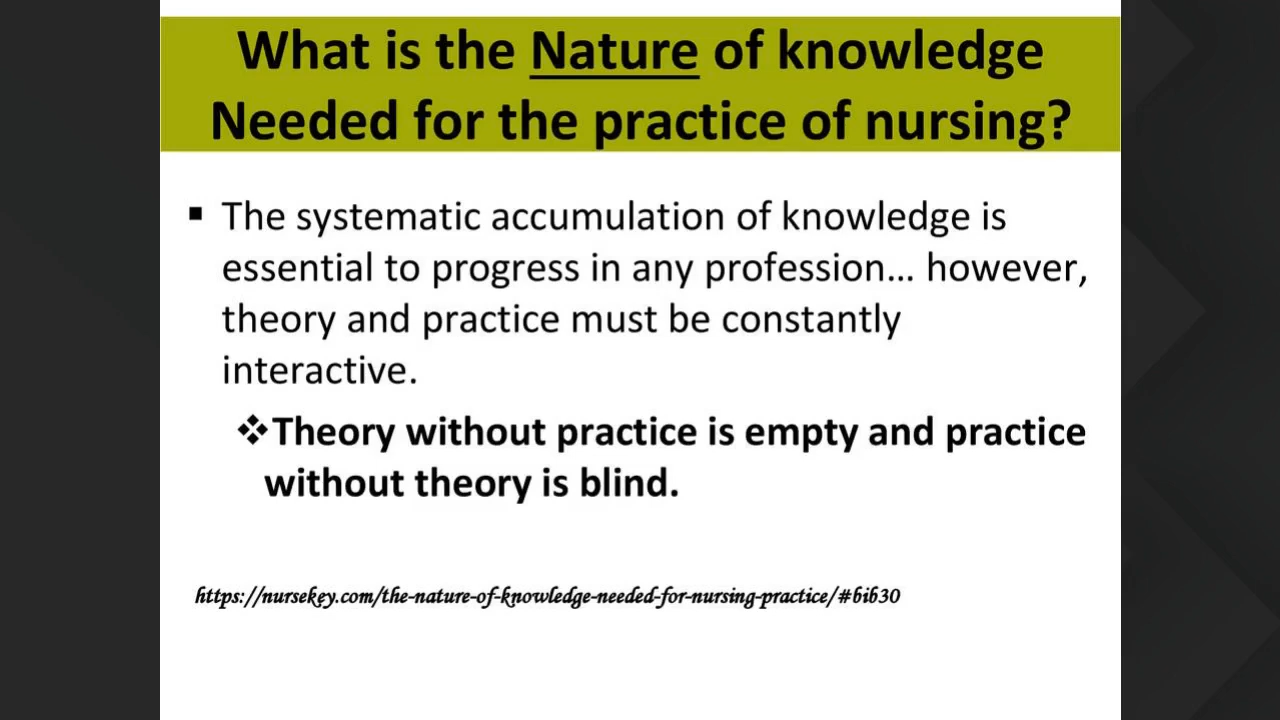 What is the Nature of knowledge
Needed for the practice of nursing?
▪ The systematic accumulation of knowledge is
essential to progress in any profession… however,
theory and practice must be constantly
interactive.
❖Theory without practice is empty and practice
without theory is blind.
https://nursekey.com/the-nature-of-knowledge-needed-for-nursing-practice/#bib30